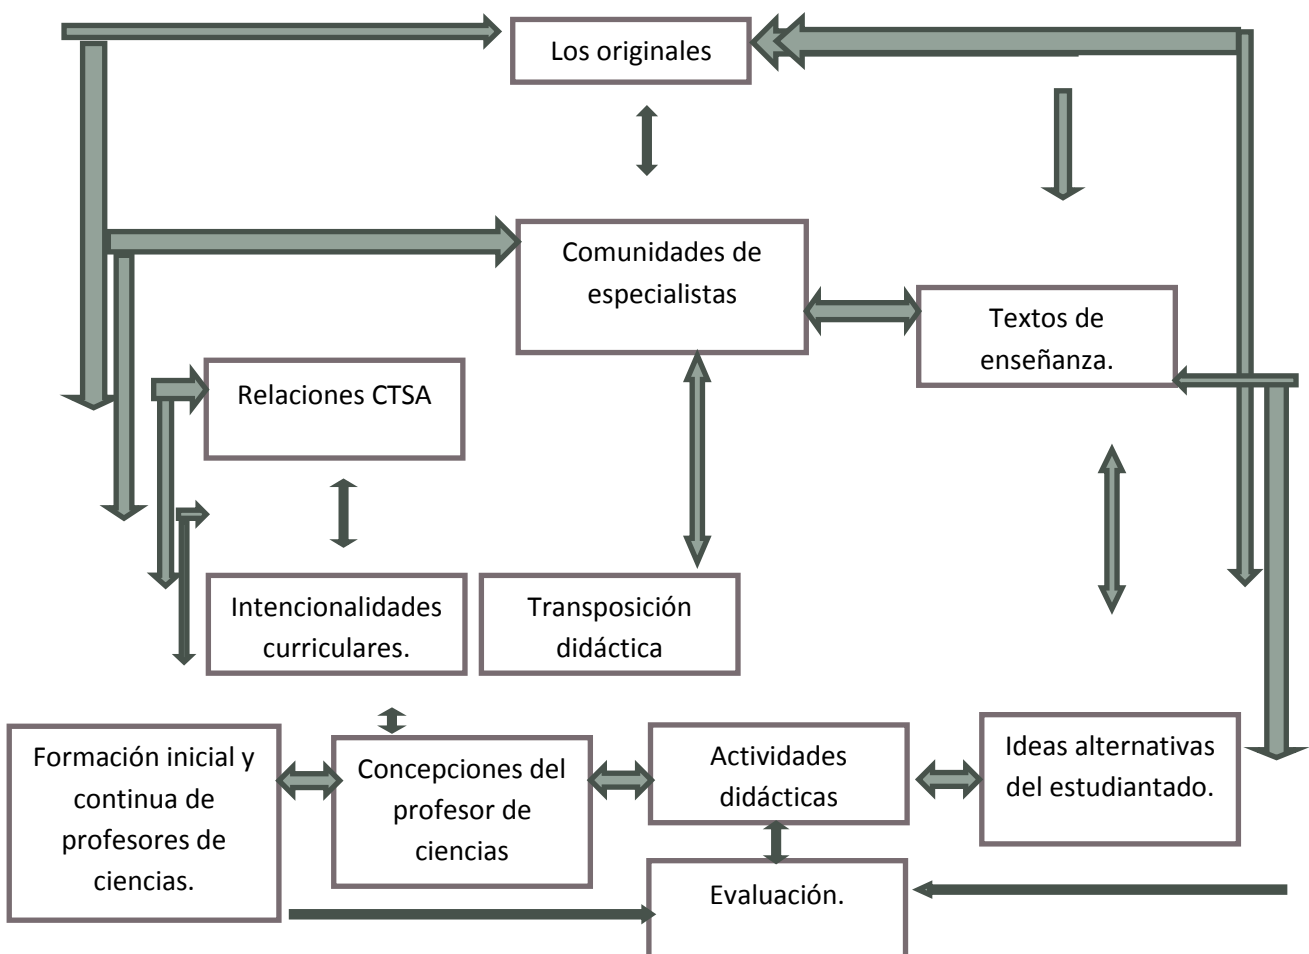 Los originales
Comunidades de
especialistas
Textos de
enseñanza.
Relaciones CTSA
Intencionalidades
curriculares.
Transposición
didáctica
Formación inicial y
continua de
profesores de
ciencias.
Concepciones del
profesor de
ciencias
Actividades
didácticas
Ideas alternativas
del estudiantado.
Evaluación.